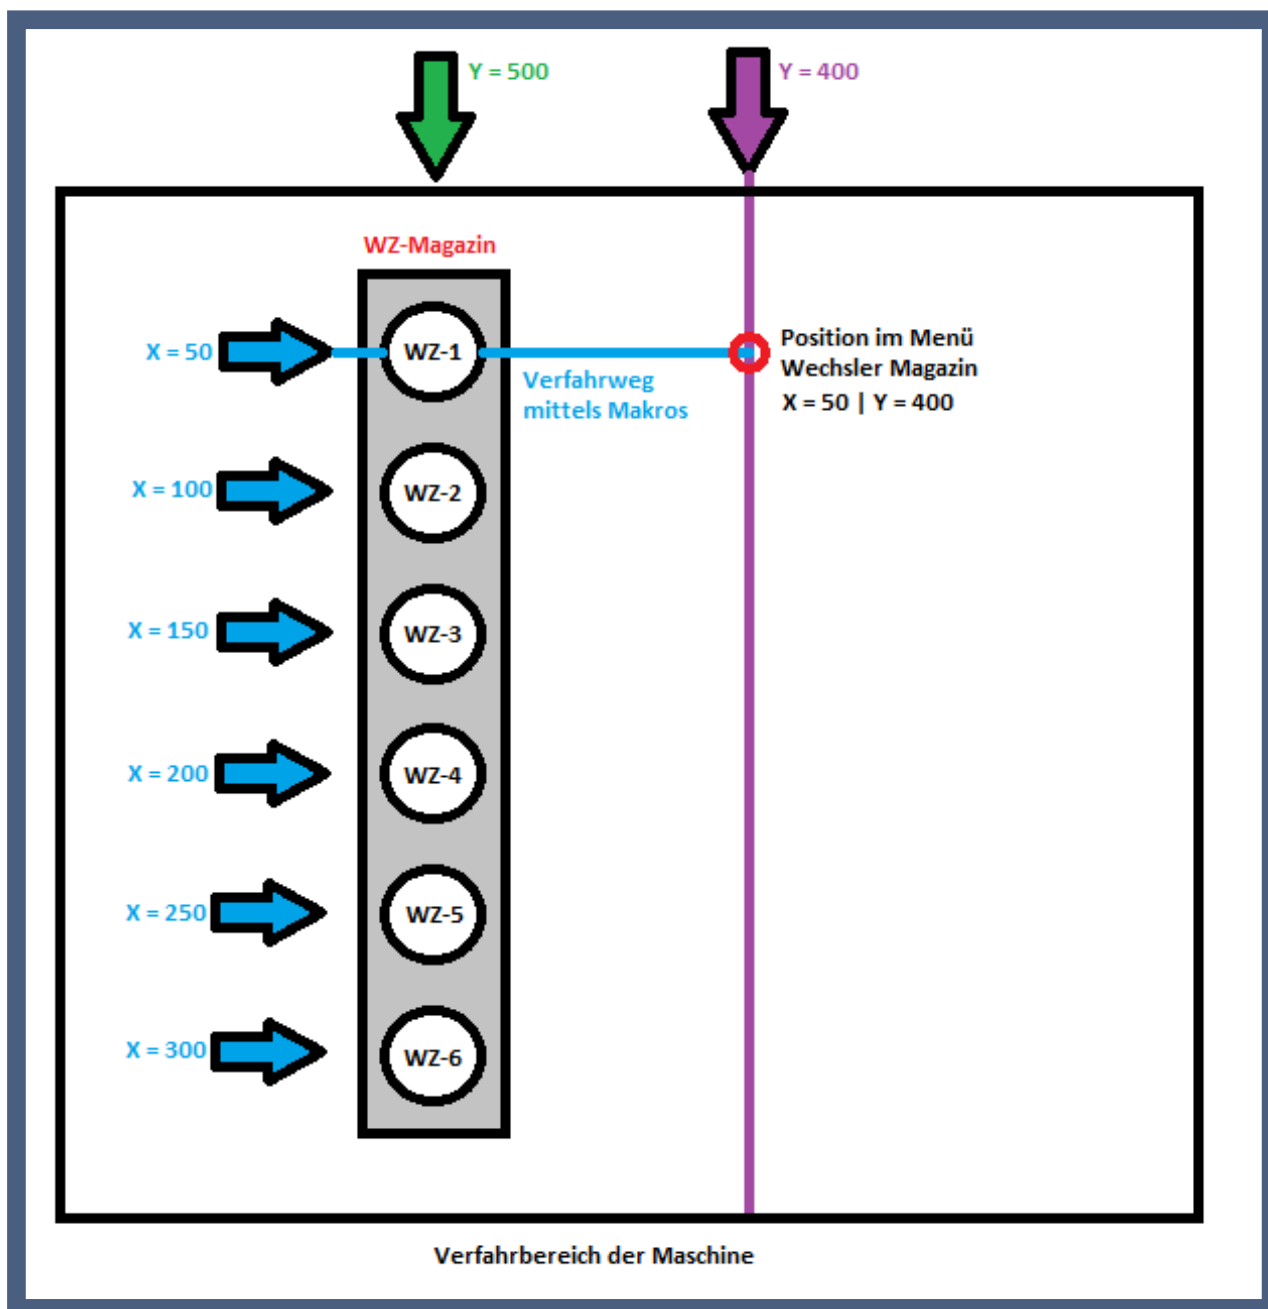 Y = 500
Y = 400
WZ-Magazin
X = 50
WZ-1
Position im Menü
Wechsler Magazin
X = 50 | Y = 400
Verfahrweg
mittels Makros
X = 100
WZ-2
X = 150
WZ-3
X = 200
WZ-4
X = 250
WZ-5
X = 300
WZ-6
Verfahrbereich der Maschine